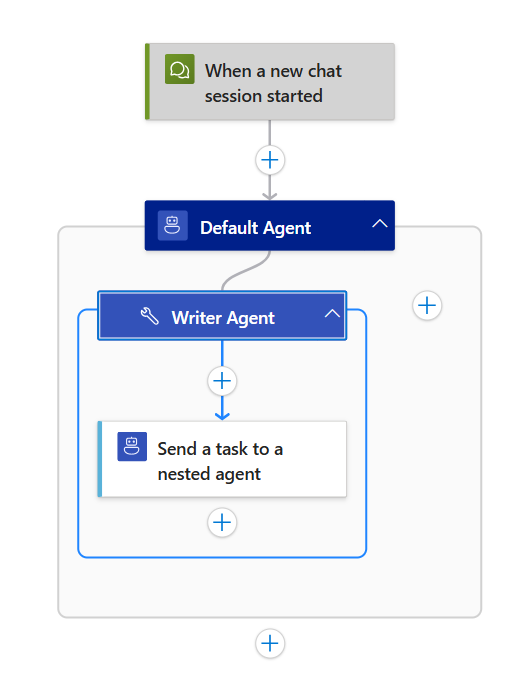 When a new chat
session started
Default Agent
Writer Agent
Send a task to a
nested agent